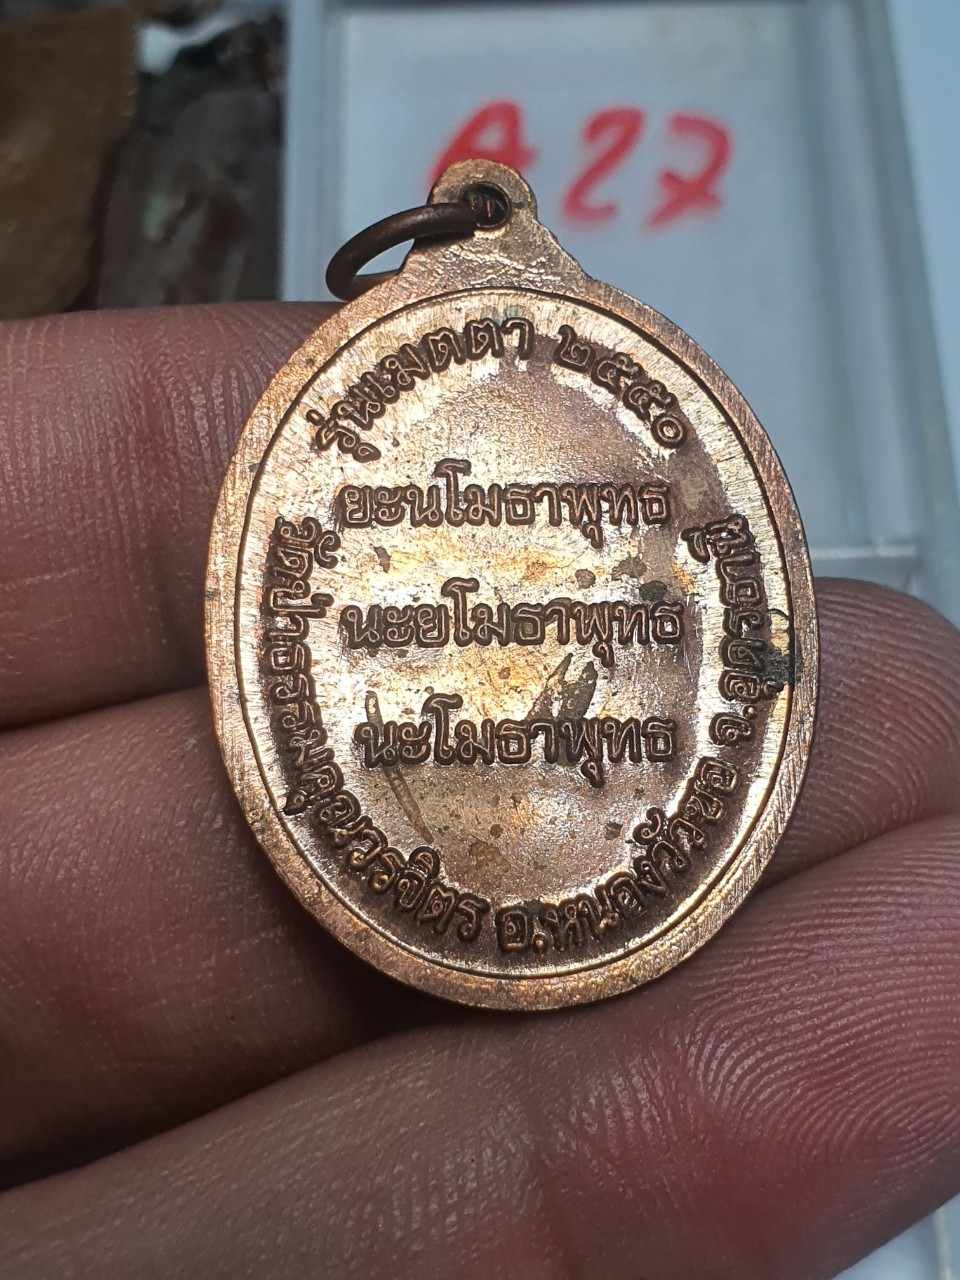 A27
รุ่นเมตตา ๒๕๕๐
ยะนโมธาพุทธ
นะยโมธาพุทธ
นะโมธาพุทธ
วัดป่าธรรมคุณวรจิตร อ.หนองวัวซอ จ.อุดรธานี